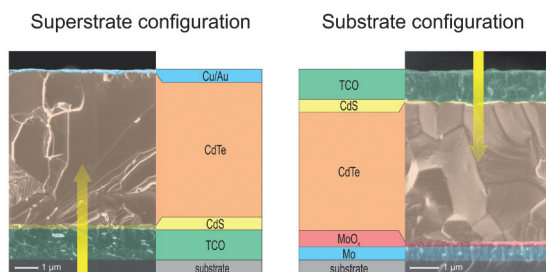 Superstrate configuration
Cu/Au
CdTe
CdS
TCO
substrate
1 µm
Substrate configuration
TCO
CdS
CdTe
MoOₓ
Mo
substrate
1 µm